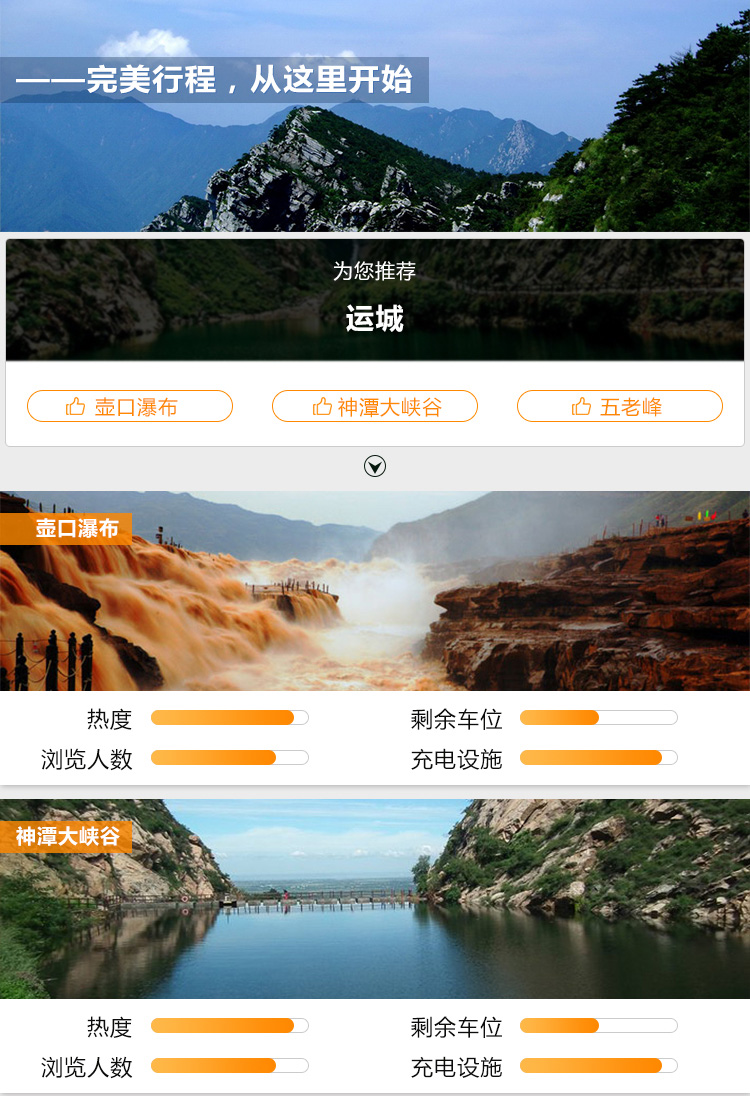 ——完美行程，从这里开始
为您推荐
运城
壶口瀑布
神潭大峡谷
五老峰
壶口瀑布
热度
剩余车位
浏览人数
充电设施
神潭大峡谷
热度
剩余车位
浏览人数
充电设施